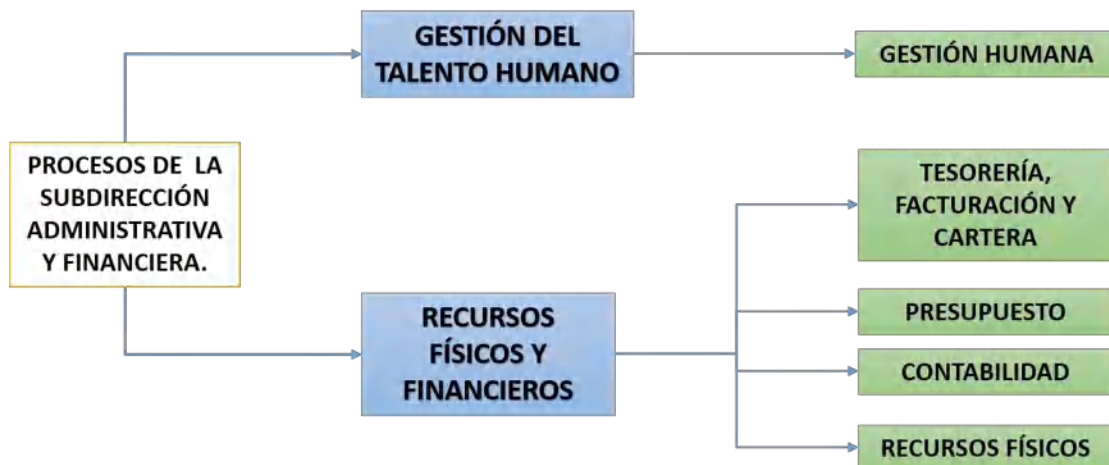 PROCESOS DE LA
SUBDIRECCIÓN
ADMINISTRATIVA
Y FINANCIERA.
GESTIÓN DEL
TALENTO HUMANO
GESTIÓN HUMANA
RECURSOS
FÍSICOS Y
FINANCIEROS
TESORERÍA,
FACTURACIÓN Y
CARTERA
PRESUPUESTO
CONTABILIDAD
RECURSOS FÍSICOS